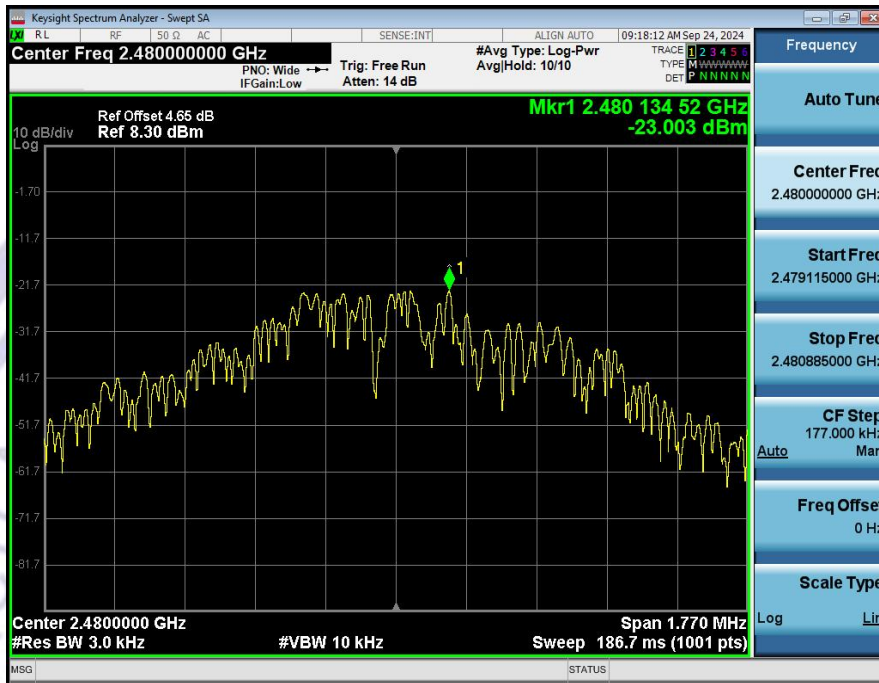 Keysight Spectrum Analyzer - Swept SA
RL RF 50 Ω AC SENSE:INT ALIGN AUTO 09:18:12 AM Sep 24, 2024
Center Freq 2.480000000 GHz
PNO: Wide
IFGain:Low
Trig: Free Run
Atten: 14 dB
#Avg Type: Log-Pwr
Avg|Hold: 10/10
TRACE 1 2 3 4 5 6
TYPE M WWWWW
DET P N N N N N
Mkr1 2.480 134 52 GHz
-23.003 dBm
Ref Offset 4.65 dB
10 dB/div Ref 8.30 dBm
Log
-1.70
-11.7
-21.7
-31.7
-41.7
-51.7
-61.7
-71.7
-81.7
1
Center 2.4800000 GHz Span 1.770 MHz
#Res BW 3.0 kHz #VBW 10 kHz Sweep 186.7 ms (1001 pts)
MSG STATUS
Frequency
Auto Tune
Center Freq
2.480000000 GHz
Start Freq
2.479115000 GHz
Stop Freq
2.480885000 GHz
CF Step
177.000 kHz
Auto Man
Freq Offset
0 Hz
Scale Type
Log Lin